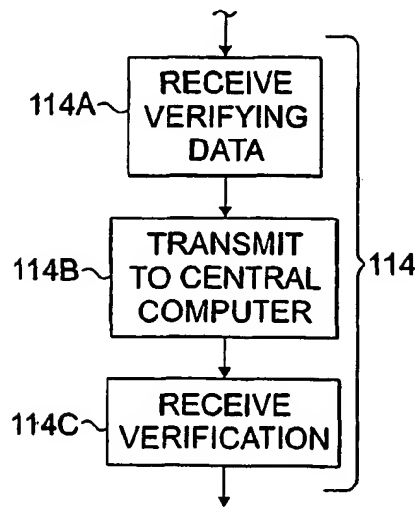 114A
RECEIVE
VERIFYING
DATA
114B
TRANSMIT
TO CENTRAL
COMPUTER
114
114C
RECEIVE
VERIFICATION